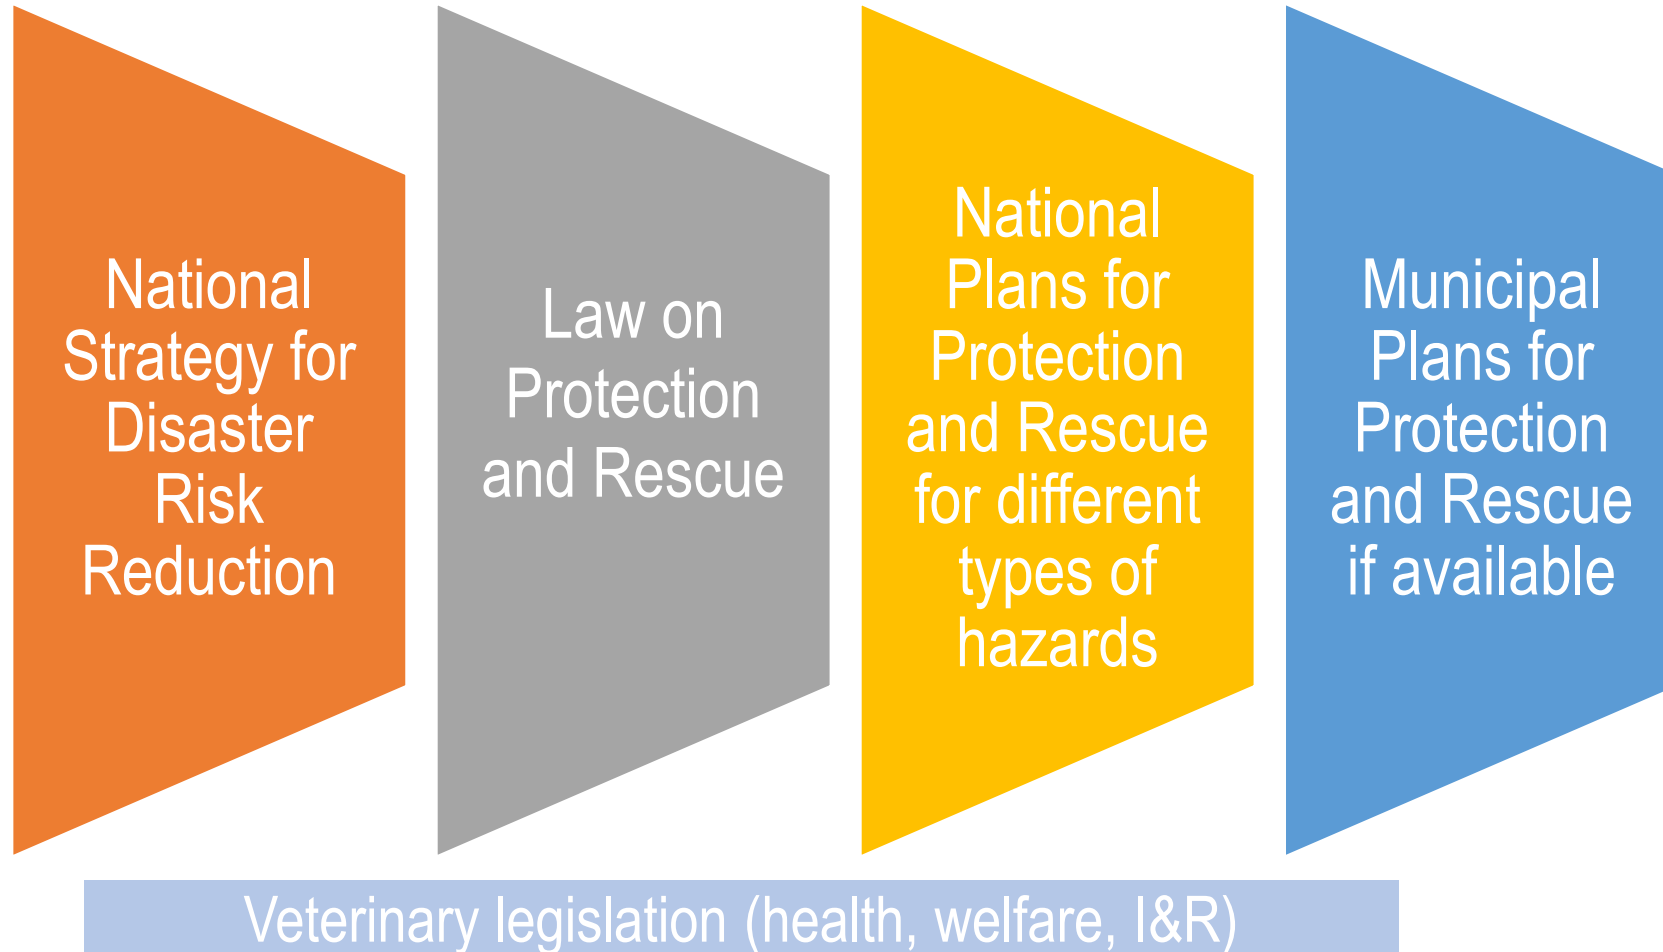 National
Strategy for
Disaster
Risk
Reduction
Law on
Protection
and Rescue
National
Plans for
Protection
and Rescue
for different
types of
hazards
Municipal
Plans for
Protection
and Rescue
if available
Veterinary legislation (health, welfare, I&R)